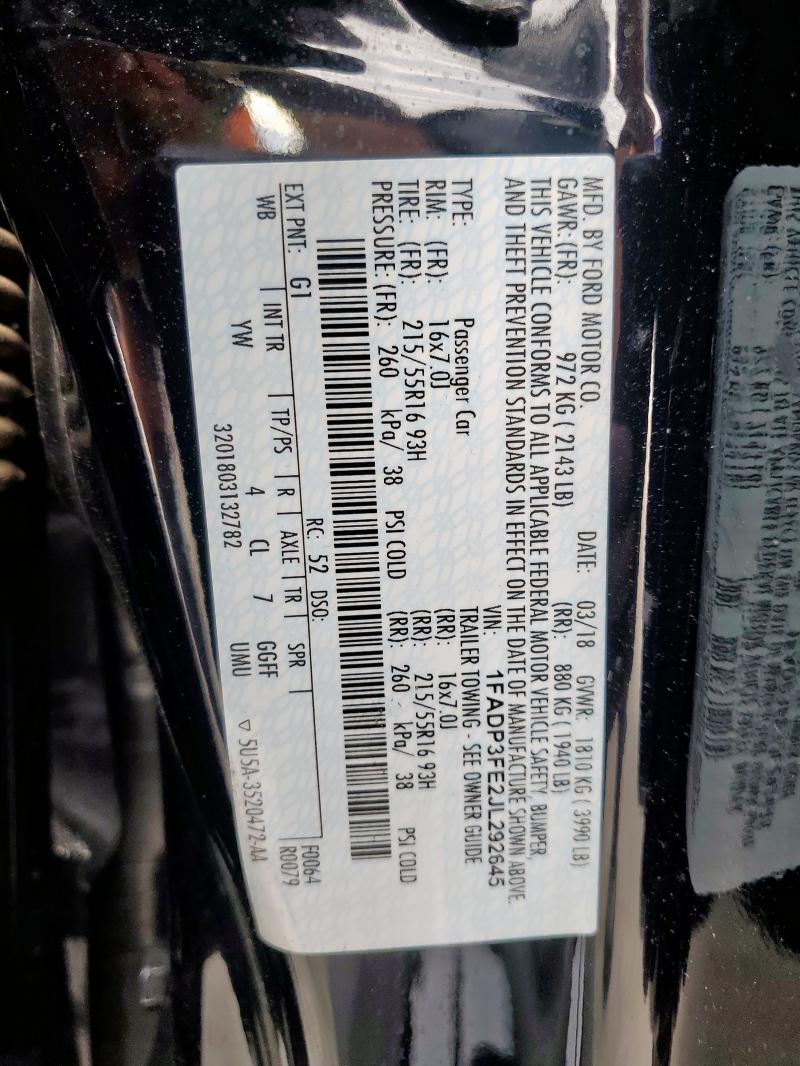 MFD. BY FORD MOTOR CO.
DATE: 03/18 GVWR: 1810 KG ( 3990 LB)
GAWR: (FR): 972 KG ( 2143 LB) (RR): 880 KG ( 1940 LB)
THIS VEHICLE CONFORMS TO ALL APPLICABLE FEDERAL MOTOR VEHICLE SAFETY, BUMPER,
AND THEFT PREVENTION STANDARDS IN EFFECT ON THE DATE OF MANUFACTURE SHOWN ABOVE.
VIN: 1FADP3FE2JL292645
TYPE: Passenger Car TRAILER TOWING - SEE OWNER GUIDE
RIM: (FR): 16x7.0J (RR): 16x7.0J
TIRE: (FR): 215/55R16 93H (RR): 215/55R16 93H
PRESSURE: (FR): 260 kPa/ 38 PSI COLD (RR): 260 kPa/ 38 PSI COLD
RC: 52 DSO: F0064
EXT PNT: G1 R0079
WB | INT TR | TP/PS | R | AXLE | TR | SPR |
YW 4 CL 7 GGFF
3201803132782 UMU ▽ 5U5A-3520472-AA